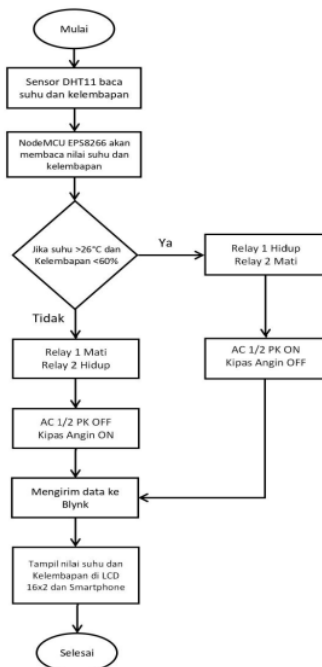 Mulai
Sensor DHT11 baca
suhu dan kelembapan
NodeMCU EPS8266 akan
membaca nilai suhu dan
kelembapan
Jika suhu >26°C dan
Kelembapan <60%
Ya
Relay 1 Hidup
Relay 2 Mati
Tidak
Relay 1 Mati
Relay 2 Hidup
AC 1/2 PK ON
Kipas Angin OFF
AC 1/2 PK OFF
Kipas Angin ON
Mengirim data ke
Blynk
Tampil nilai suhu dan
Kelembapan di LCD
16x2 dan Smartphone
Selesai